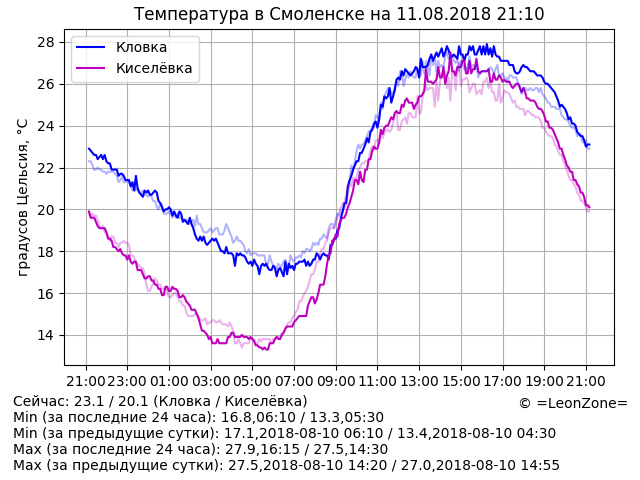 Температура в Смоленске на 11.08.2018 21:10
28
26
24
22
20
18
16
14
градусов Цельсия, °C
Кловка
Киселёвка
21:00 23:00 01:00 03:00 05:00 07:00 09:00 11:00 13:00 15:00 17:00 19:00 21:00
Сейчас: 23.1 / 20.1 (Кловка / Киселёвка)
© =LeonZone=
Min (за последние 24 часа): 16.8,06:10 / 13.3,05:30
Min (за предыдущие сутки): 17.1,2018-08-10 06:10 / 13.4,2018-08-10 04:30
Max (за последние 24 часа): 27.9,16:15 / 27.5,14:30
Max (за предыдущие сутки): 27.5,2018-08-10 14:20 / 27.0,2018-08-10 14:55